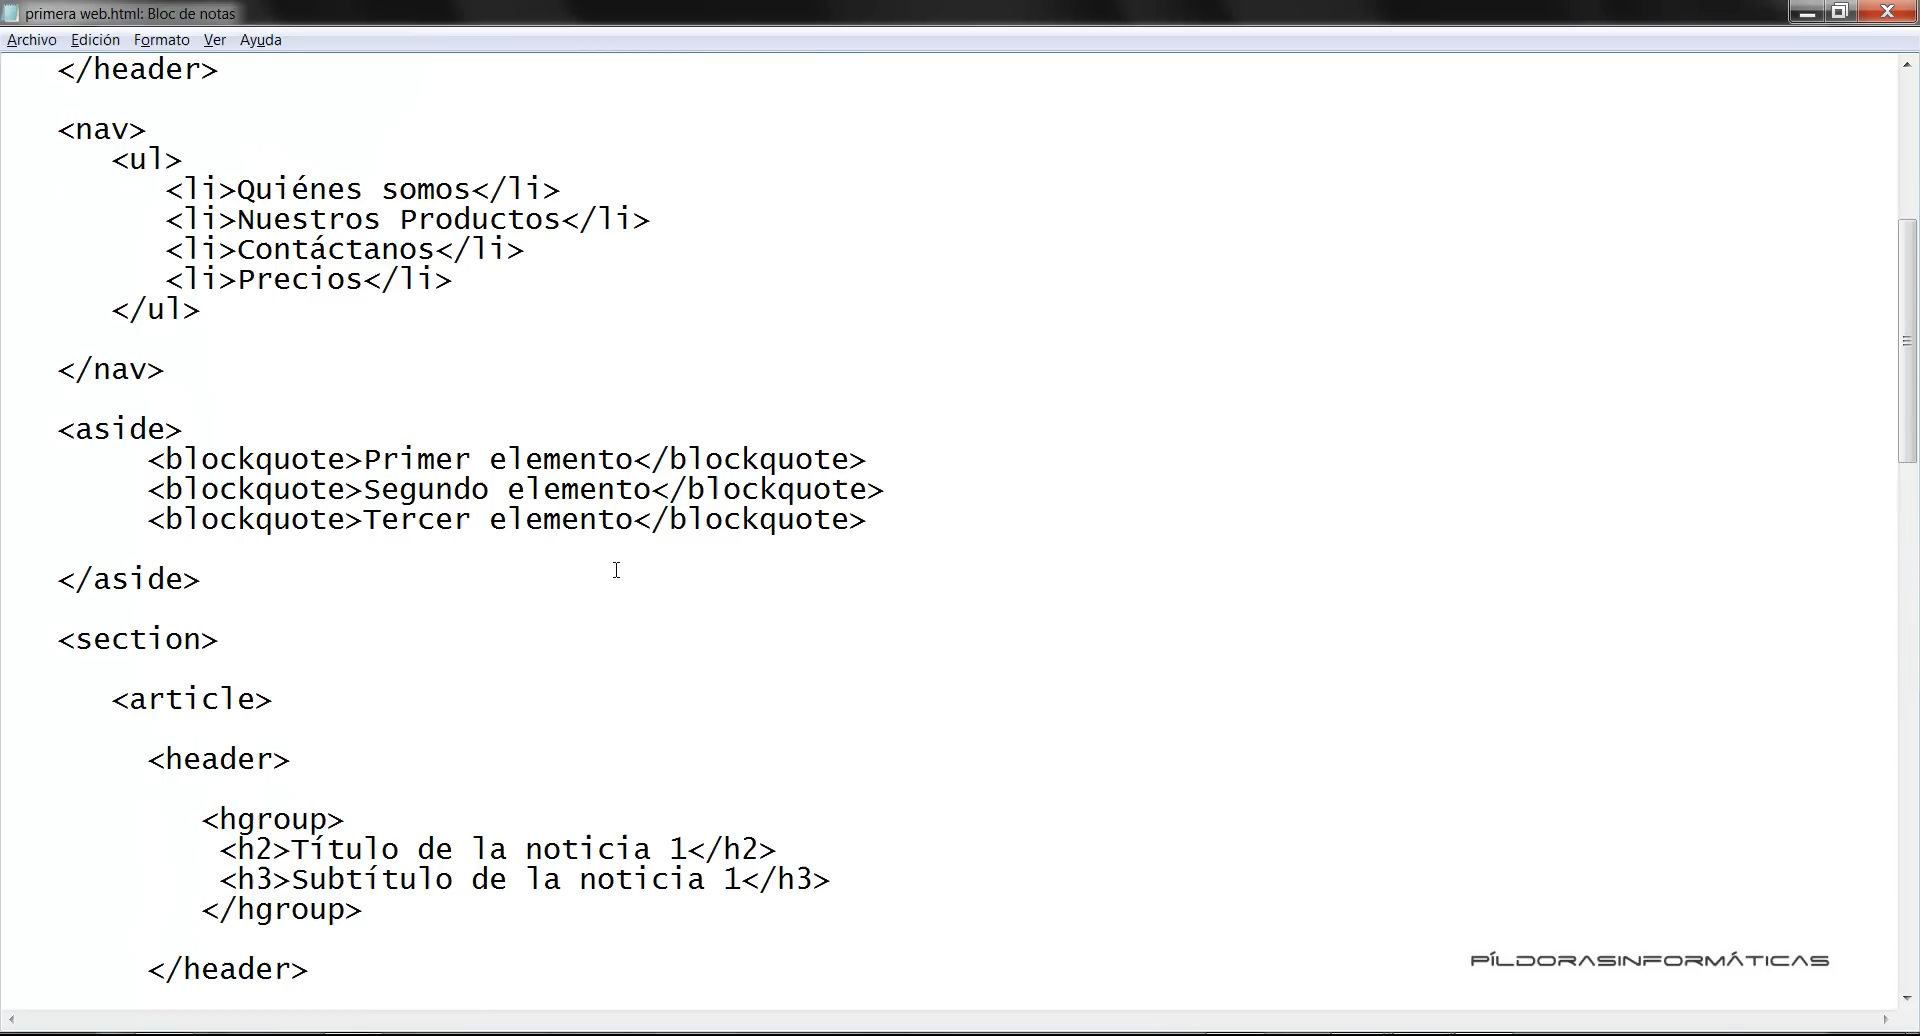 primera web.html: Bloc de notas
Archivo Edición Formato Ver Ayuda
</header>
<nav>
<ul>
<li>Quiénes somos</li>
<li>Nuestros Productos</li>
<li>Contáctanos</li>
<li>Precios</li>
</ul>
</nav>
<aside>
<blockquote>Primer elemento</blockquote>
<blockquote>Segundo elemento</blockquote>
<blockquote>Tercer elemento</blockquote>
</aside>
<section>
<article>
<header>
<hgroup>
<h2>Título de la noticia 1</h2>
<h3>Subtítulo de la noticia 1</h3>
</hgroup>
</header>
PÍLDORASINFORMÁTICAS